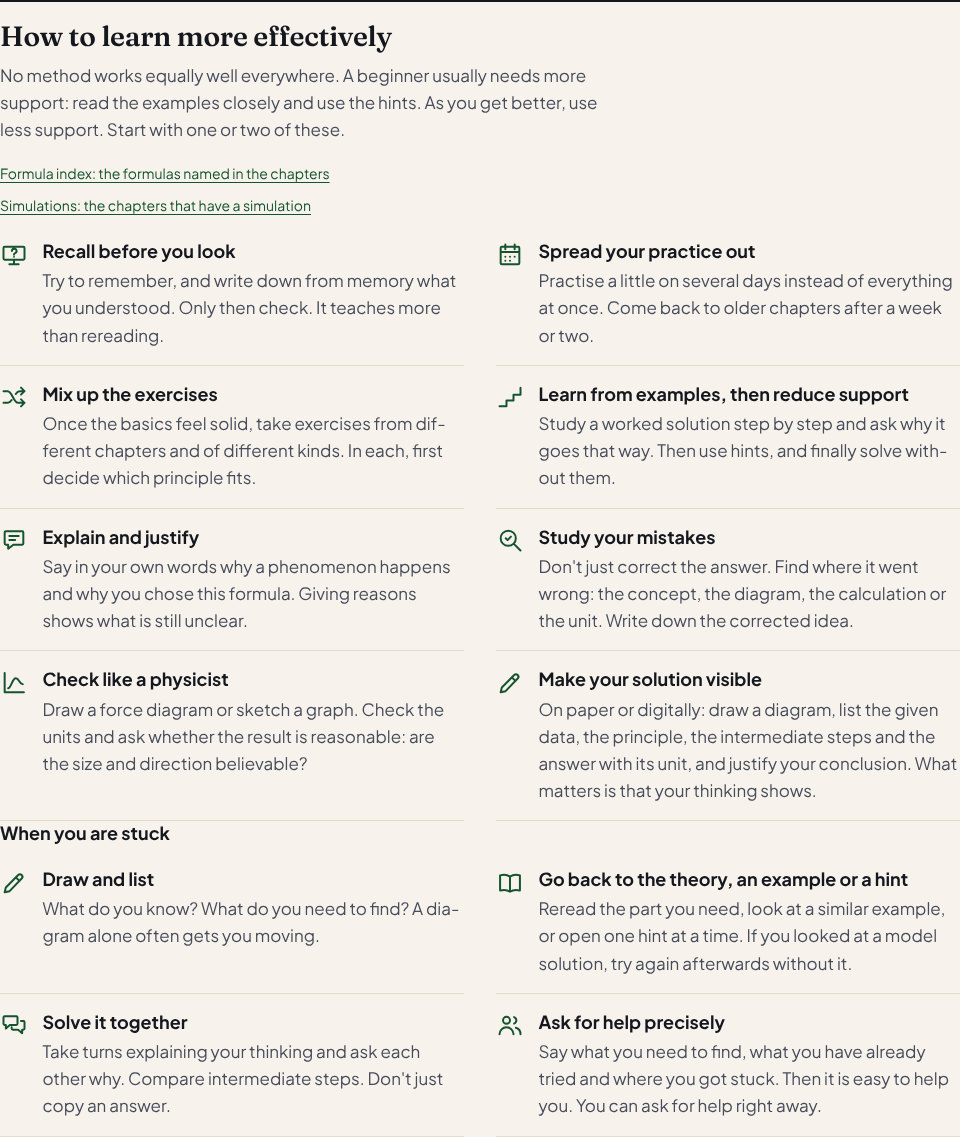 How to learn more effectively
No method works equally well everywhere. A beginner usually needs more
support: read the examples closely and use the hints. As you get better, use
less support. Start with one or two of these.
Formula index: the formulas named in the chapters
Simulations: the chapters that have a simulation
Recall before you look
Try to remember, and write down from memory what
you understood. Only then check. It teaches more
than rereading.
Spread your practice out
Practise a little on several days instead of everything
at once. Come back to older chapters after a week
or two.
Mix up the exercises
Once the basics feel solid, take exercises from dif-
ferent chapters and of different kinds. In each, first
decide which principle fits.
Learn from examples, then reduce support
Study a worked solution step by step and ask why it
goes that way. Then use hints, and finally solve with-
out them.
Explain and justify
Say in your own words why a phenomenon happens
and why you chose this formula. Giving reasons
shows what is still unclear.
Study your mistakes
Don't just correct the answer. Find where it went
wrong: the concept, the diagram, the calculation or
the unit. Write down the corrected idea.
Check like a physicist
Draw a force diagram or sketch a graph. Check the
units and ask whether the result is reasonable: are
the size and direction believable?
Make your solution visible
On paper or digitally: draw a diagram, list the given
data, the principle, the intermediate steps and the
answer with its unit, and justify your conclusion. What
matters is that your thinking shows.
When you are stuck
Draw and list
What do you know? What do you need to find? A dia-
gram alone often gets you moving.
Go back to the theory, an example or a hint
Reread the part you need, look at a similar example,
or open one hint at a time. If you looked at a model
solution, try again afterwards without it.
Solve it together
Take turns explaining your thinking and ask each
other why. Compare intermediate steps. Don't just
copy an answer.
Ask for help precisely
Say what you need to find, what you have already
tried and where you got stuck. Then it is easy to help
you. You can ask for help right away.